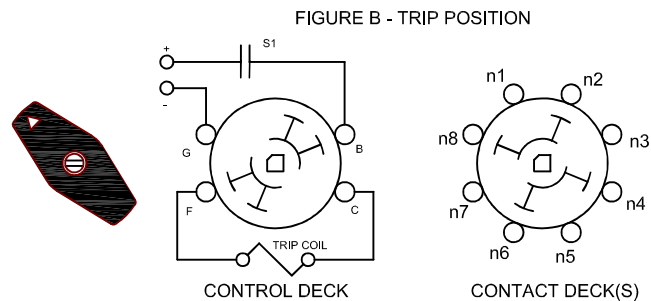 FIGURE B - TRIP POSITION
S1
+
-
G
B
F
C
TRIP COIL
CONTROL DECK
n1
n2
n8
n3
n7
n4
n6
n5
CONTACT DECK(S)